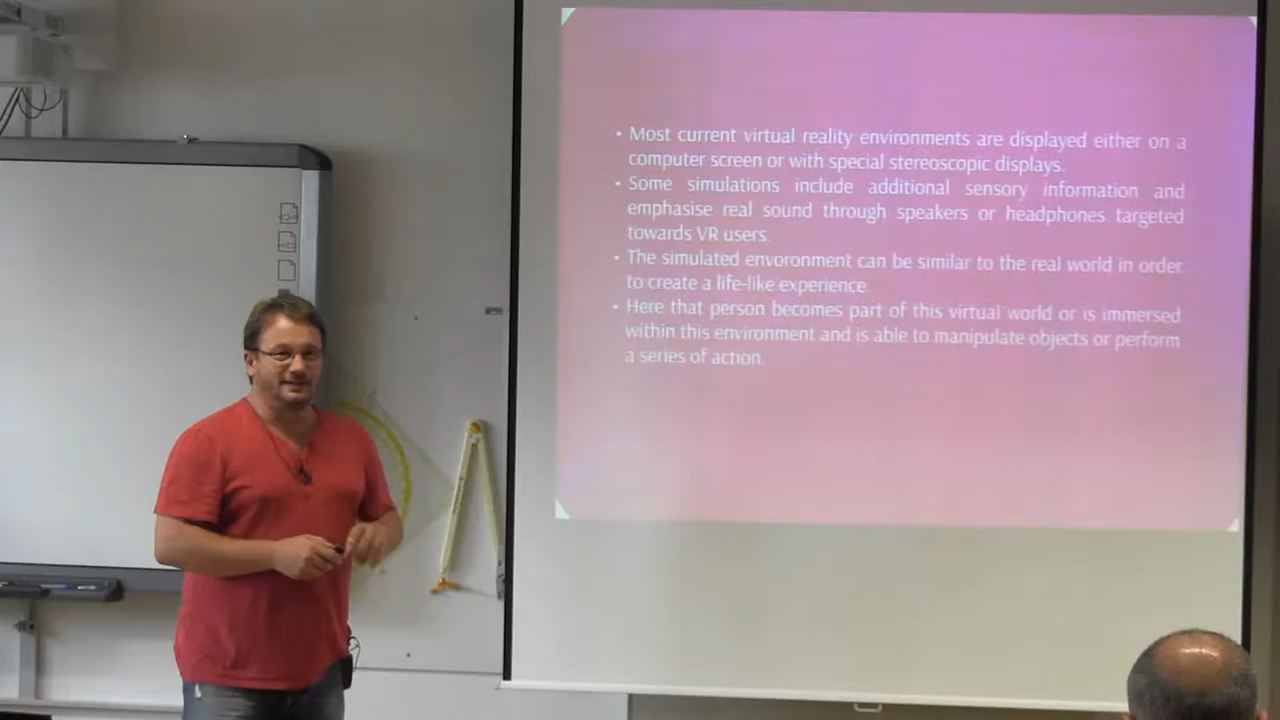 • Most current virtual reality environments are displayed either on a
computer screen or with special stereoscopic displays.
• Some simulations include additional sensory information and
emphasise real sound through speakers or headphones targeted
towards VR users.
• The simulated envoronment can be similar to the real world in order
to create a life-like experience.
• Here that person becomes part of this virtual world or is immersed
within this environment and is able to manipulate objects or perform
a series of action.